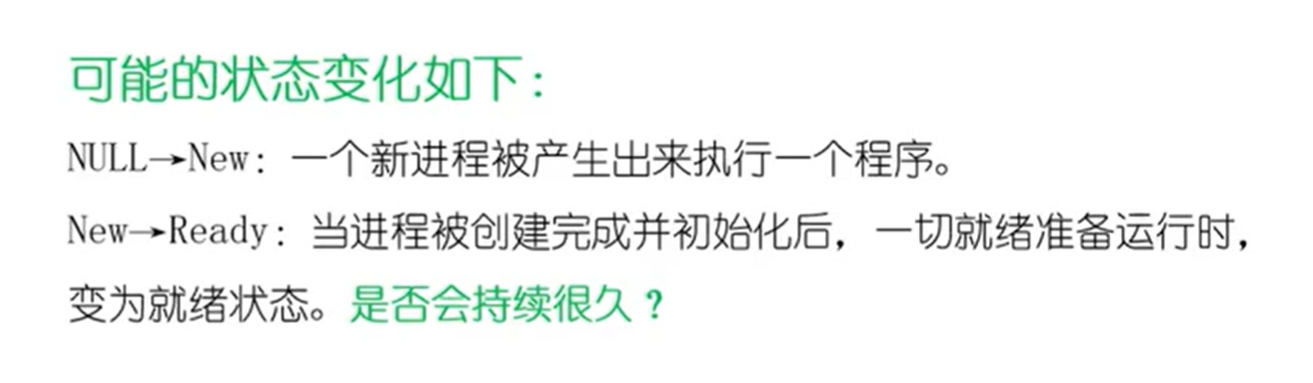 可能的状态变化如下：
NULL→New：一个新进程被产生出来执行一个程序。
New→Ready：当进程被创建完成并初始化后，一切就绪准备运行时，
变为就绪状态。是否会持续很久？